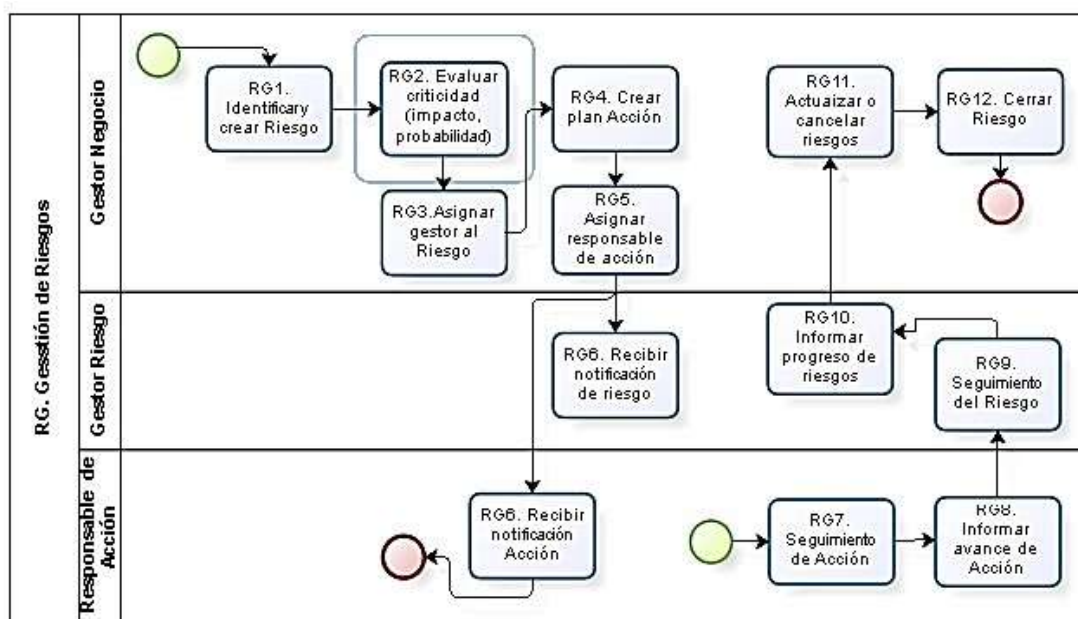 RG. Gesstión de Riesgos
Gestor Negocio
RG1.
Identificary
crear Riesgo
RG2. Evaluar
criticidad
(impacto,
probabilidad)
RG3.Asignar
gestor al
Riesgo
RG4. Crear
plan Acción
RG5.
Asignar
responsable
de acción
RG11.
Actuaizar o
cancelar
riesgos
RG12. Cerrar
Riesgo
Gestor Riesgo
RG6. Recibir
notificación
de riesgo
RG10.
Informar
progreso de
riesgos
RG9.
Seguimiento
del Riesgo
Responsable de
Acción
RG6. Recibir
notificación
Acción
RG7.
Seguimiento
de Acción
RG8.
Informar
avance de
Acción